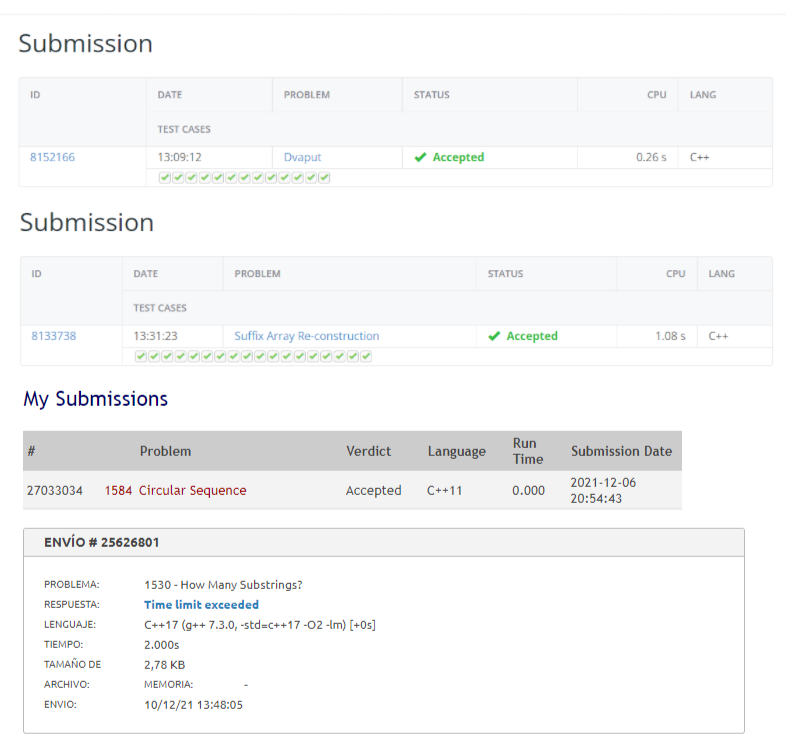 Submission
ID DATE PROBLEM STATUS CPU LANG
TEST CASES
8152166 13:09:12 Dvaput Accepted 0.26 s C++
Submission
ID DATE PROBLEM STATUS CPU LANG
TEST CASES
8133738 13:31:23 Suffix Array Re-construction Accepted 1.08 s C++
My Submissions
# Problem Verdict Language Run Time Submission Date
27033034 1584 Circular Sequence Accepted C++11 0.000 2021-12-06 20:54:43
ENVÍO # 25626801
PROBLEMA: 1530 - How Many Substrings?
RESPUESTA: Time limit exceeded
LENGUAJE: C++17 (g++ 7.3.0, -std=c++17 -O2 -lm) [+0s]
TIEMPO: 2.000s
TAMAÑO DE 2,78 KB
ARCHIVO: MEMORIA: -
ENVIO: 10/12/21 13:48:05